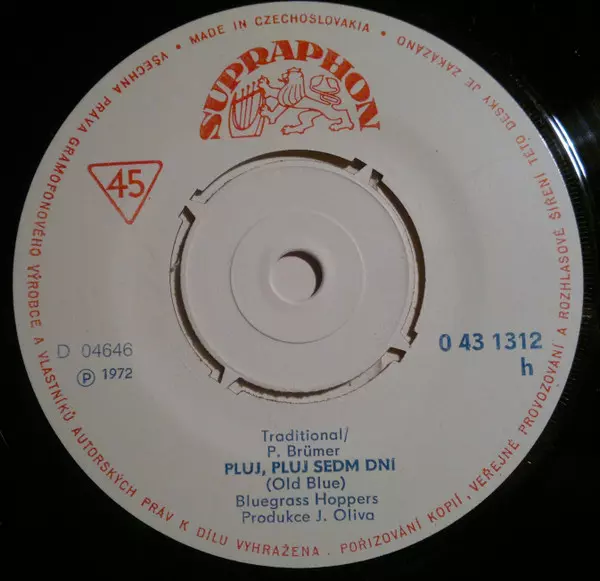 VŠECHNA PRÁVA GRAMOFONOVÉHO VÝROBCE A VLASTNÍKŮ AUTORSKÝCH PRÁV K DÍLU VYHRAŽENA. POŘIZOVÁNÍ KOPIÍ, VEŘEJNÉ PROVOZOVÁNÍ A ROZHLASOVÉ ŠÍŘENÍ TÉTO DESKY JE ZAKÁZÁNO • MADE IN CZECHOSLOVAKIA •
SUPRAPHON
45
D 04646
℗ 1972
0 43 1312
h
Traditional/
P. Brümer
PLUJ, PLUJ SEDM DNÍ
(Old Blue)
Bluegrass Hoppers
Produkce J. Oliva